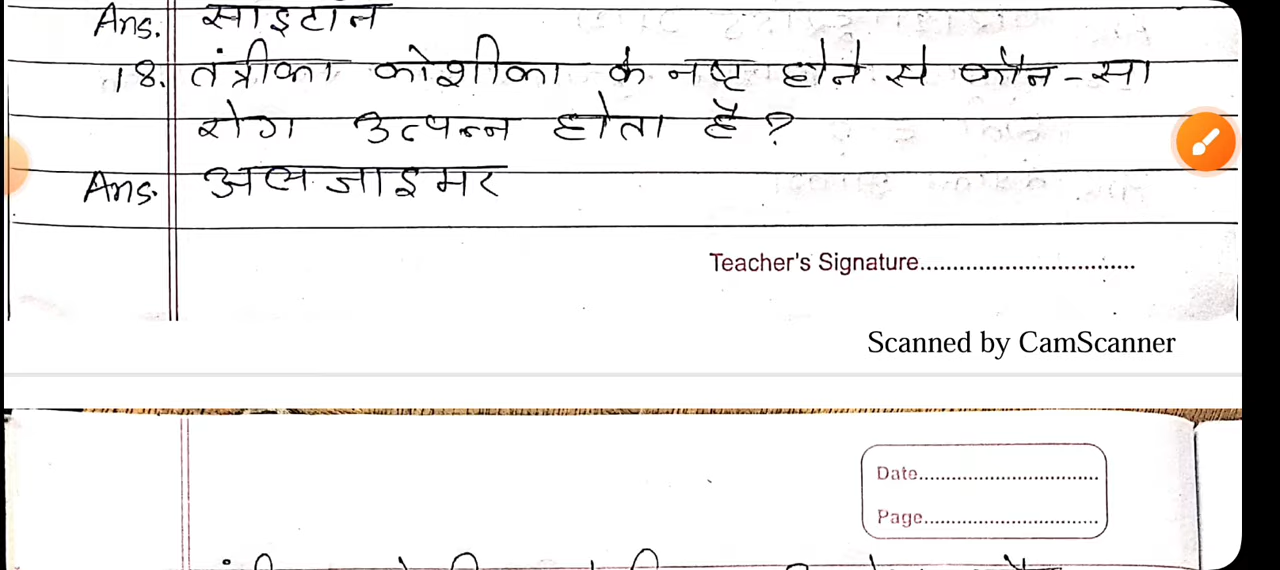 Ans. साइटॉन
18. तंत्रीका कोशीका के नष्ट होने से कौन-सा
रोग उत्पन्न होता है?
Ans. अलजाइमर
Teacher's Signature.................................
Scanned by CamScanner
Date...............................
Page..............................